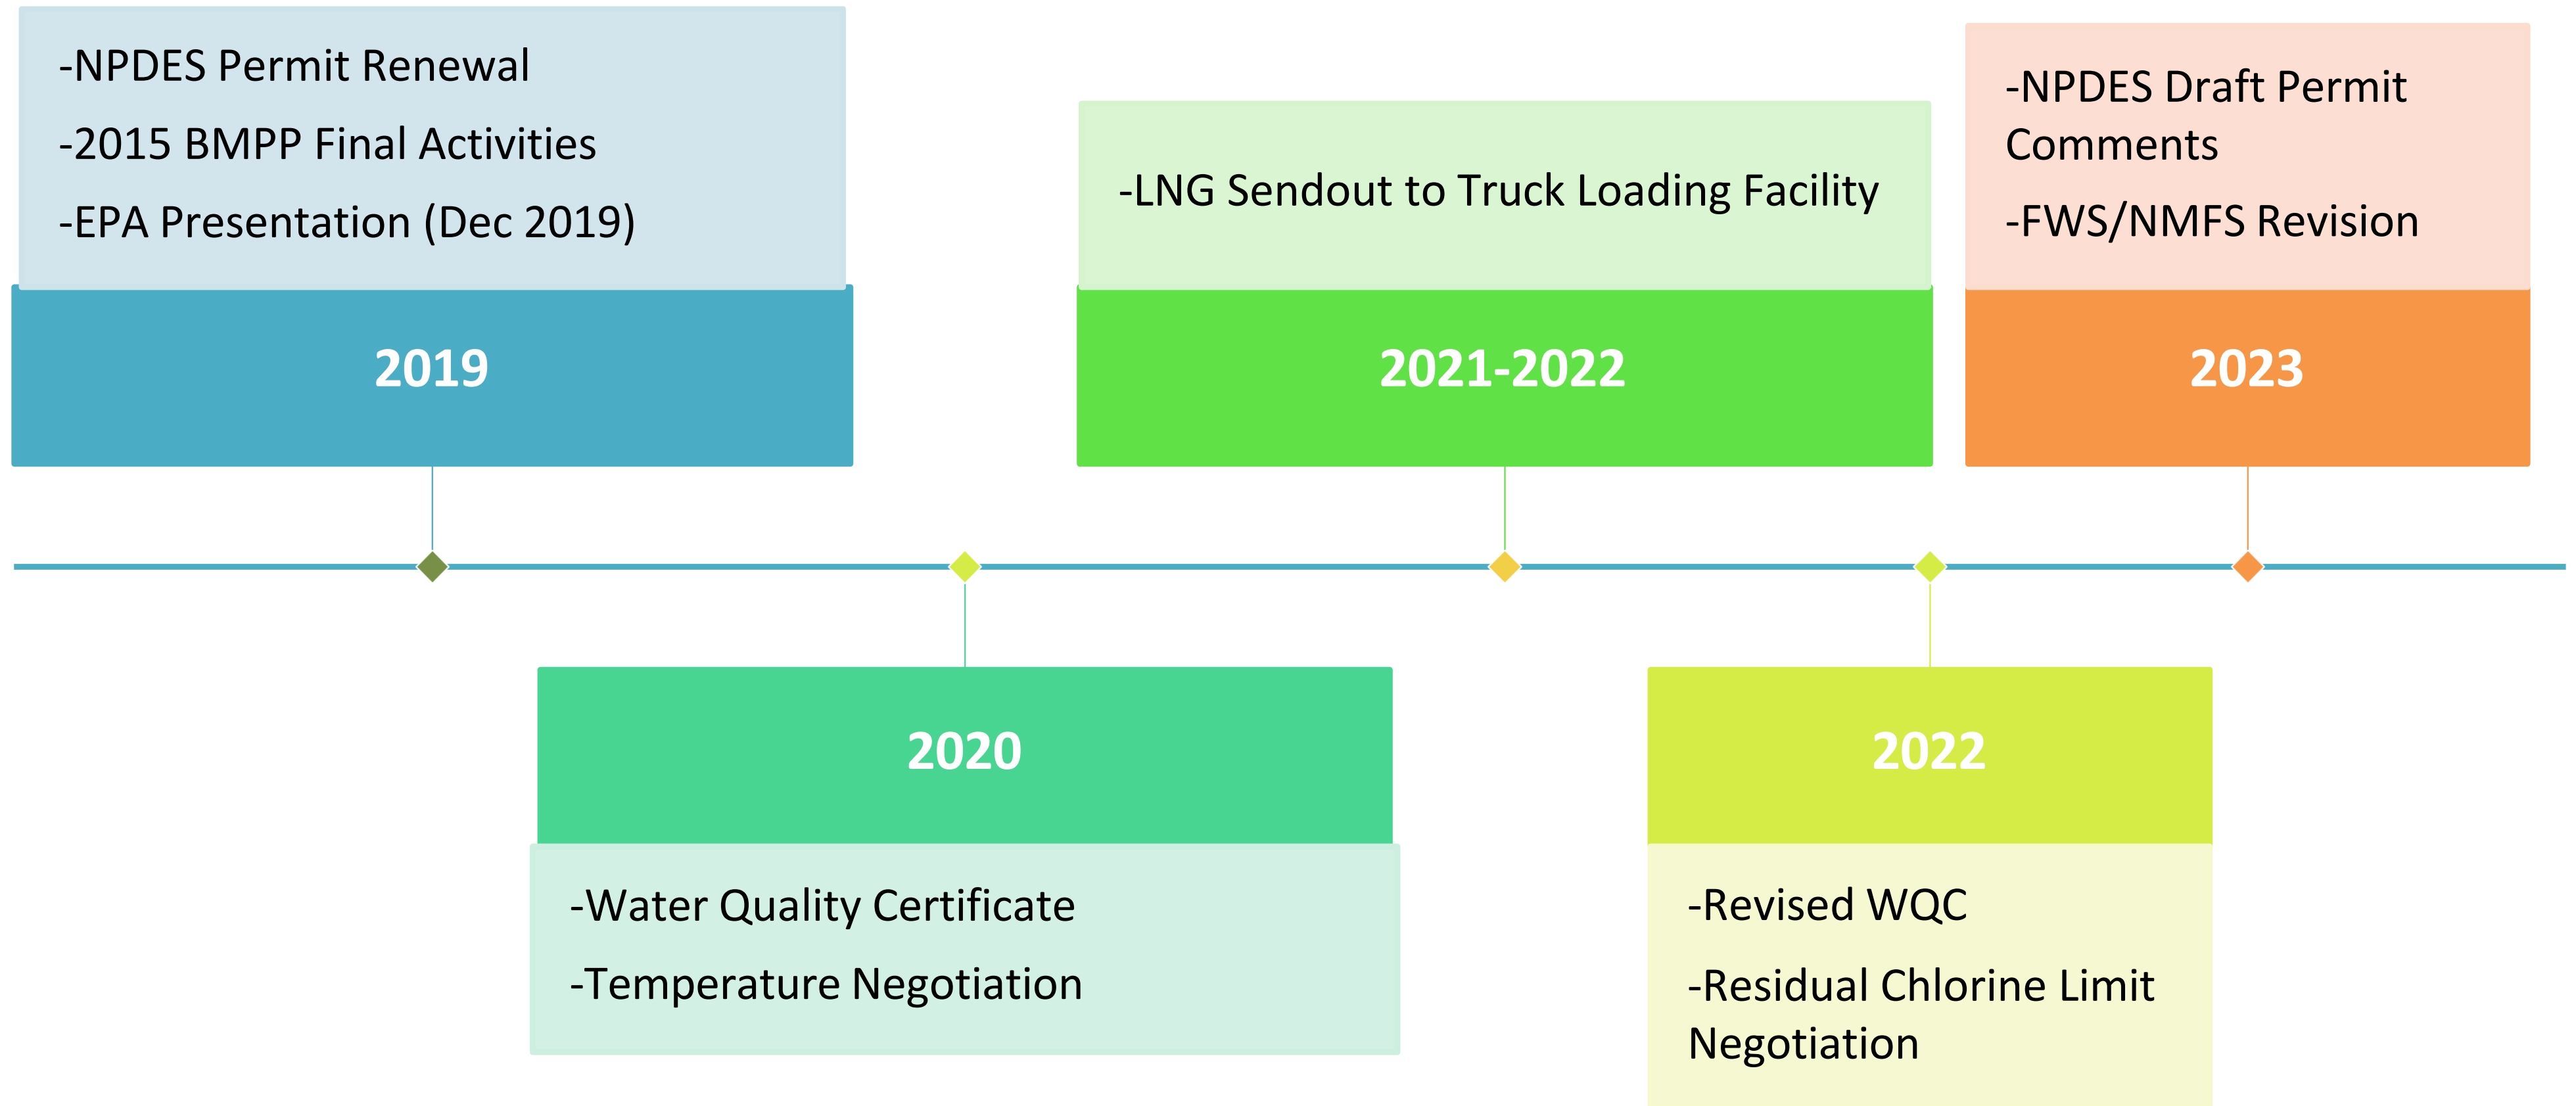 -NPDES Permit Renewal
-2015 BMPP Final Activities
-EPA Presentation (Dec 2019)
2019
-Water Quality Certificate
-Temperature Negotiation
2020
-LNG Sendout to Truck Loading Facility
2021-2022
2022
-Revised WQC
-Residual Chlorine Limit
Negotiation
-NPDES Draft Permit
Comments
-FWS/NMFS Revision
2023